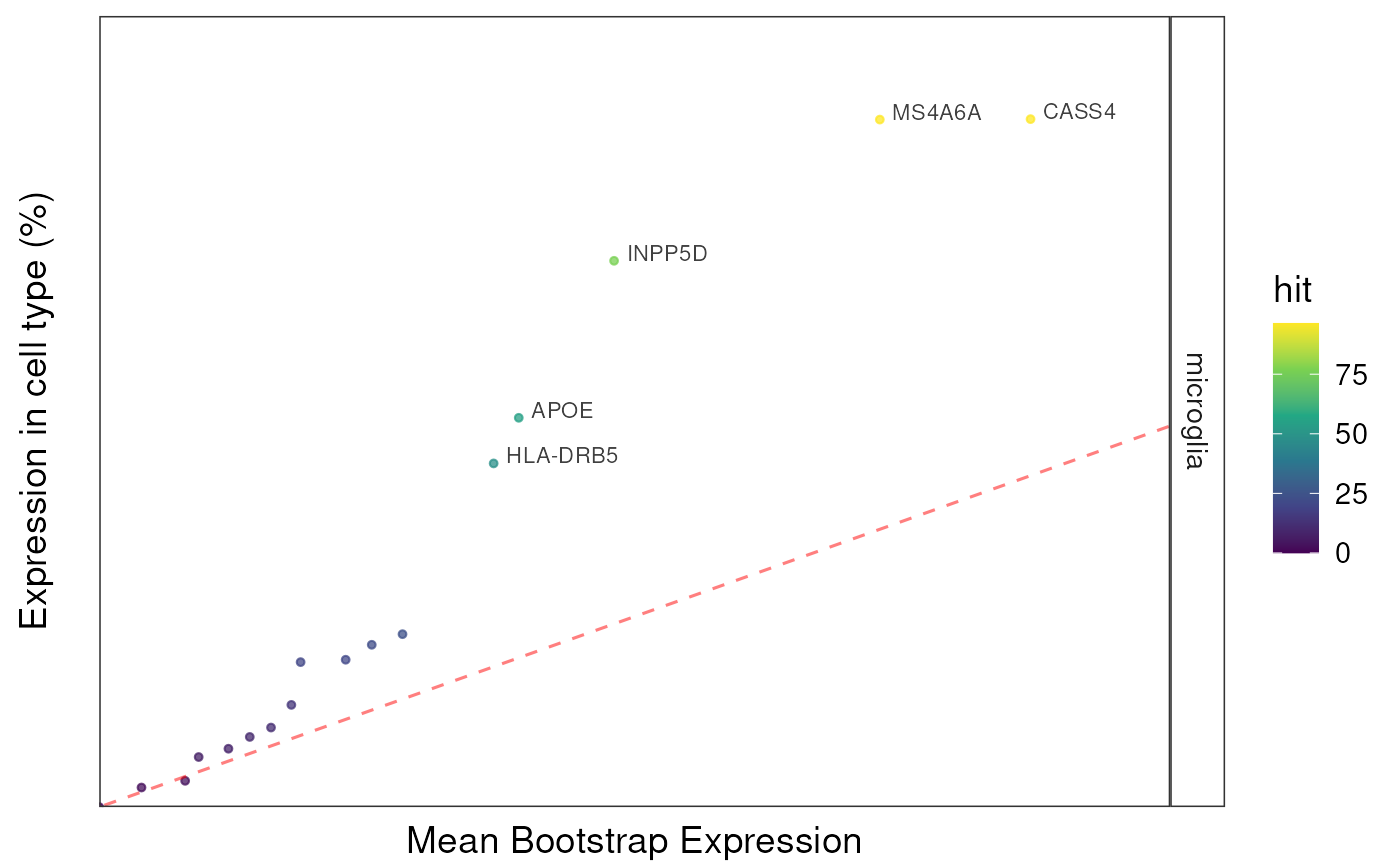 MS4A6A
CASS4
INPP5D
APOE
HLA-DRB5
Expression in cell type (%)
Mean Bootstrap Expression
microglia
hit
75
50
25
0